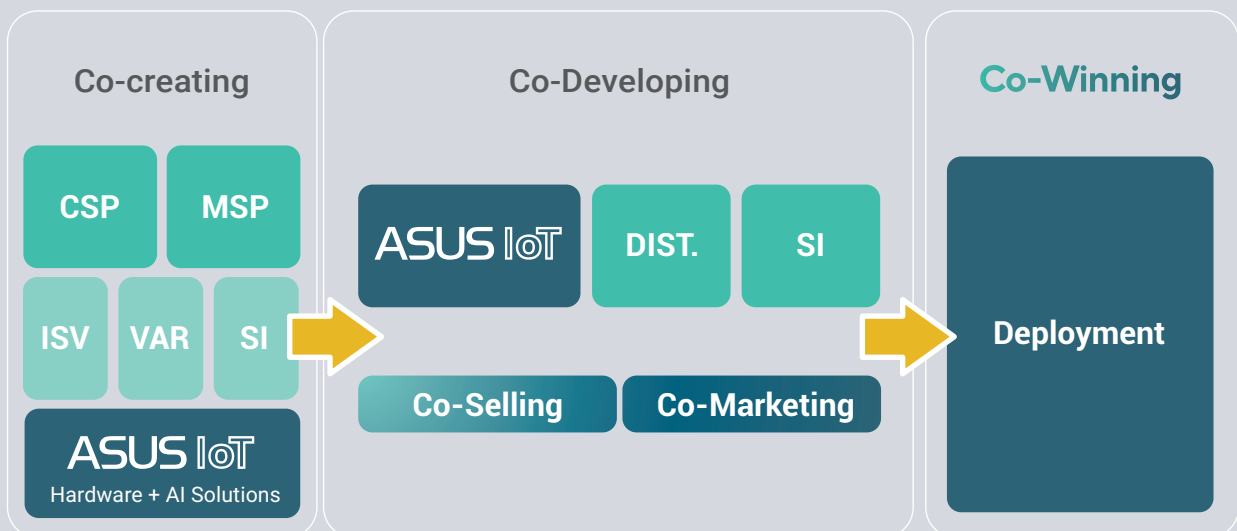 Co-creating
CSP
MSP
ISV
VAR
SI
ASUS IoT
Hardware + AI Solutions
Co-Developing
ASUS IoT
DIST.
SI
Co-Selling
Co-Marketing
Co-Winning
Deployment